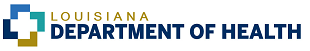 LOUISIANA
DEPARTMENT OF HEALTH